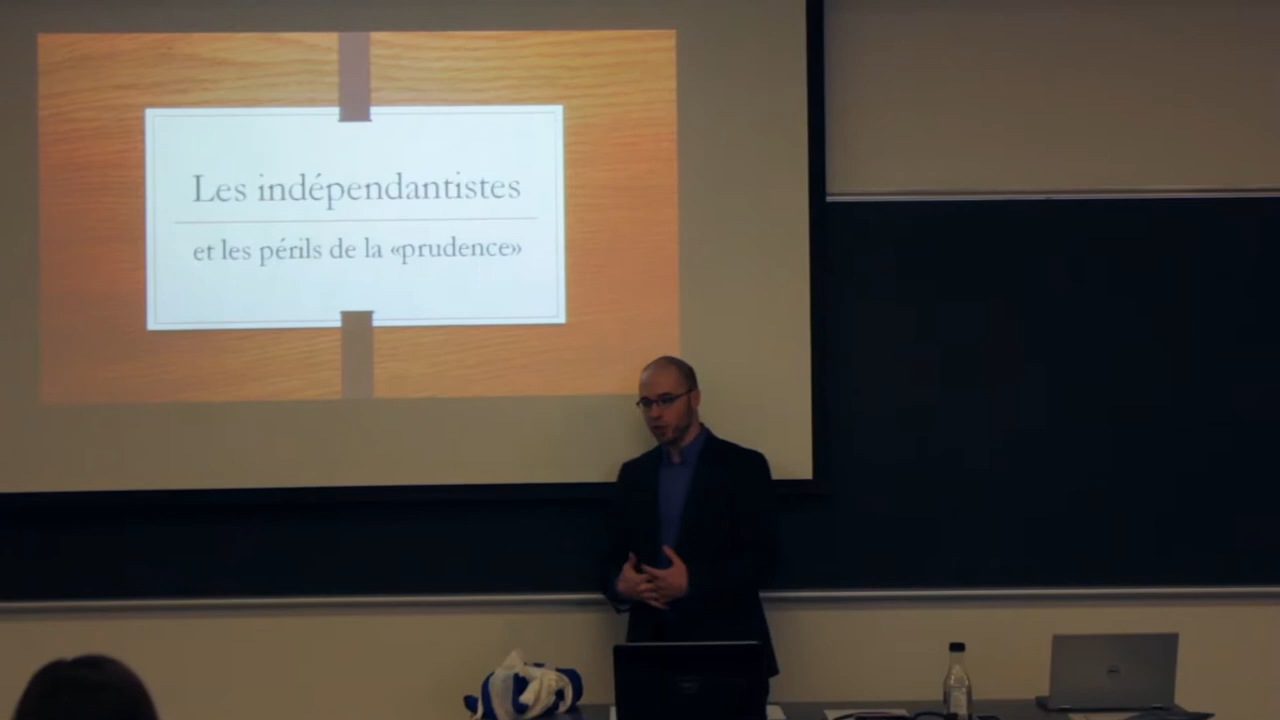 Les indépendantistes
et les périls de la «prudence»